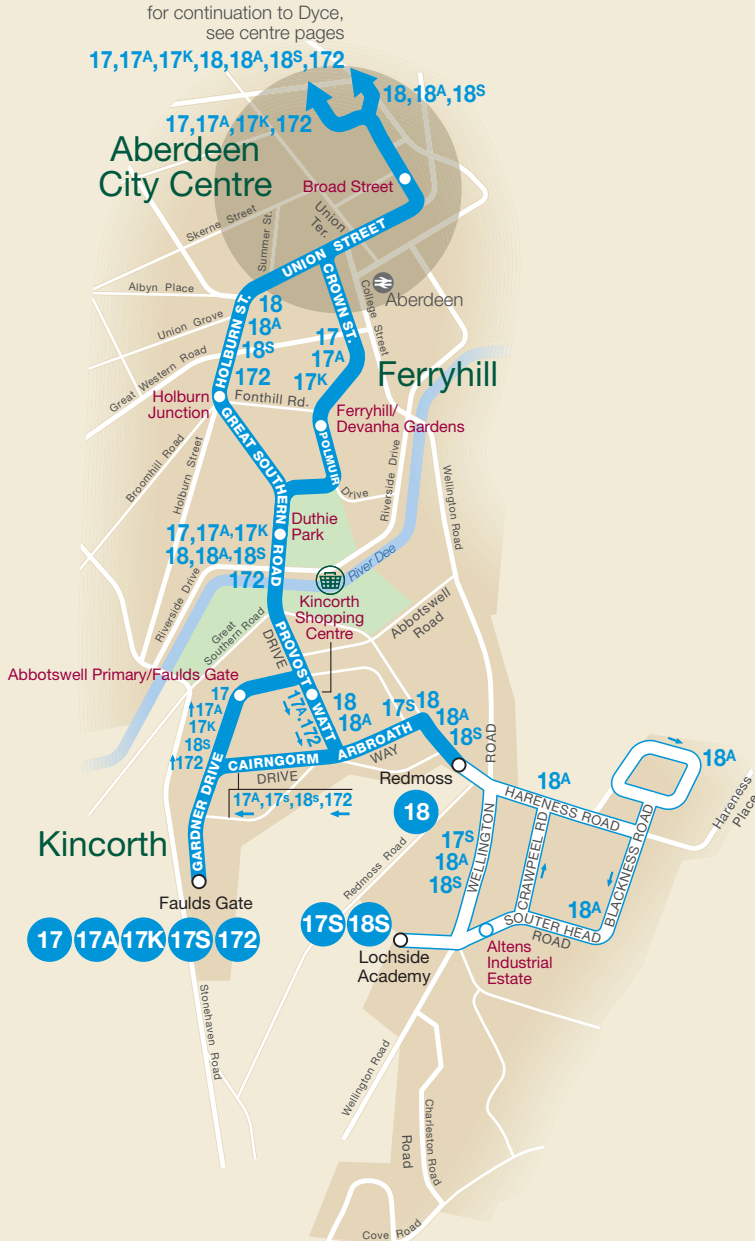 for continuation to Dyce,
see centre pages
17,17A,17K,18,18A,18S,172
18,18A,18S
17,17A,17K,172
Aberdeen
City Centre
Broad Street
Skerne Street
Summer St.
Union
Ter.
UNION STREET
Aberdeen
Albyn Place
HOLBURN ST.
CROWN ST.
College Street
Union Grove
18
18A
18S
172
17
17A
17K
Ferryhill
Great Western Road
Holburn
Junction
Fonthill Rd.
Ferryhill/
Devanha Gardens
POLMUIR
Drive
GREAT SOUTHERN
ROAD
Broomhill Road
Holburn Street
Riverside Drive
Wellington Road
Duthie
Park
17,17A,17K
18,18A,18S
172
Riverside Drive
River Dee
Kincorth
Shopping
Centre
Great
Southern Road
Abbotswell
Road
PROVOST
WATT
DRIVE
Abbotswell Primary/Faulds Gate
17
17A
17K
18S
172
17A,172
18
18A
17S
18
18A
18S
CAIRNGORM
DRIVE
ARBROATH
WAY
17A,17S,18S,172
GARDNER DRIVE
Redmoss
18
ROAD
WELLINGTON
18A
HARENESS ROAD
18A
Hareness
Place
Kincorth
17S
18A
18S
CRAWPEEL RD
BLACKNESS ROAD
18A
SOUTER HEAD
ROAD
Redmoss Road
Faulds Gate
17
17A
17K
17S
172
17S
18S
Lochside
Academy
Altens
Industrial
Estate
Stonehaven Road
Wellington Road
Charleston Road
Road
Cove Road